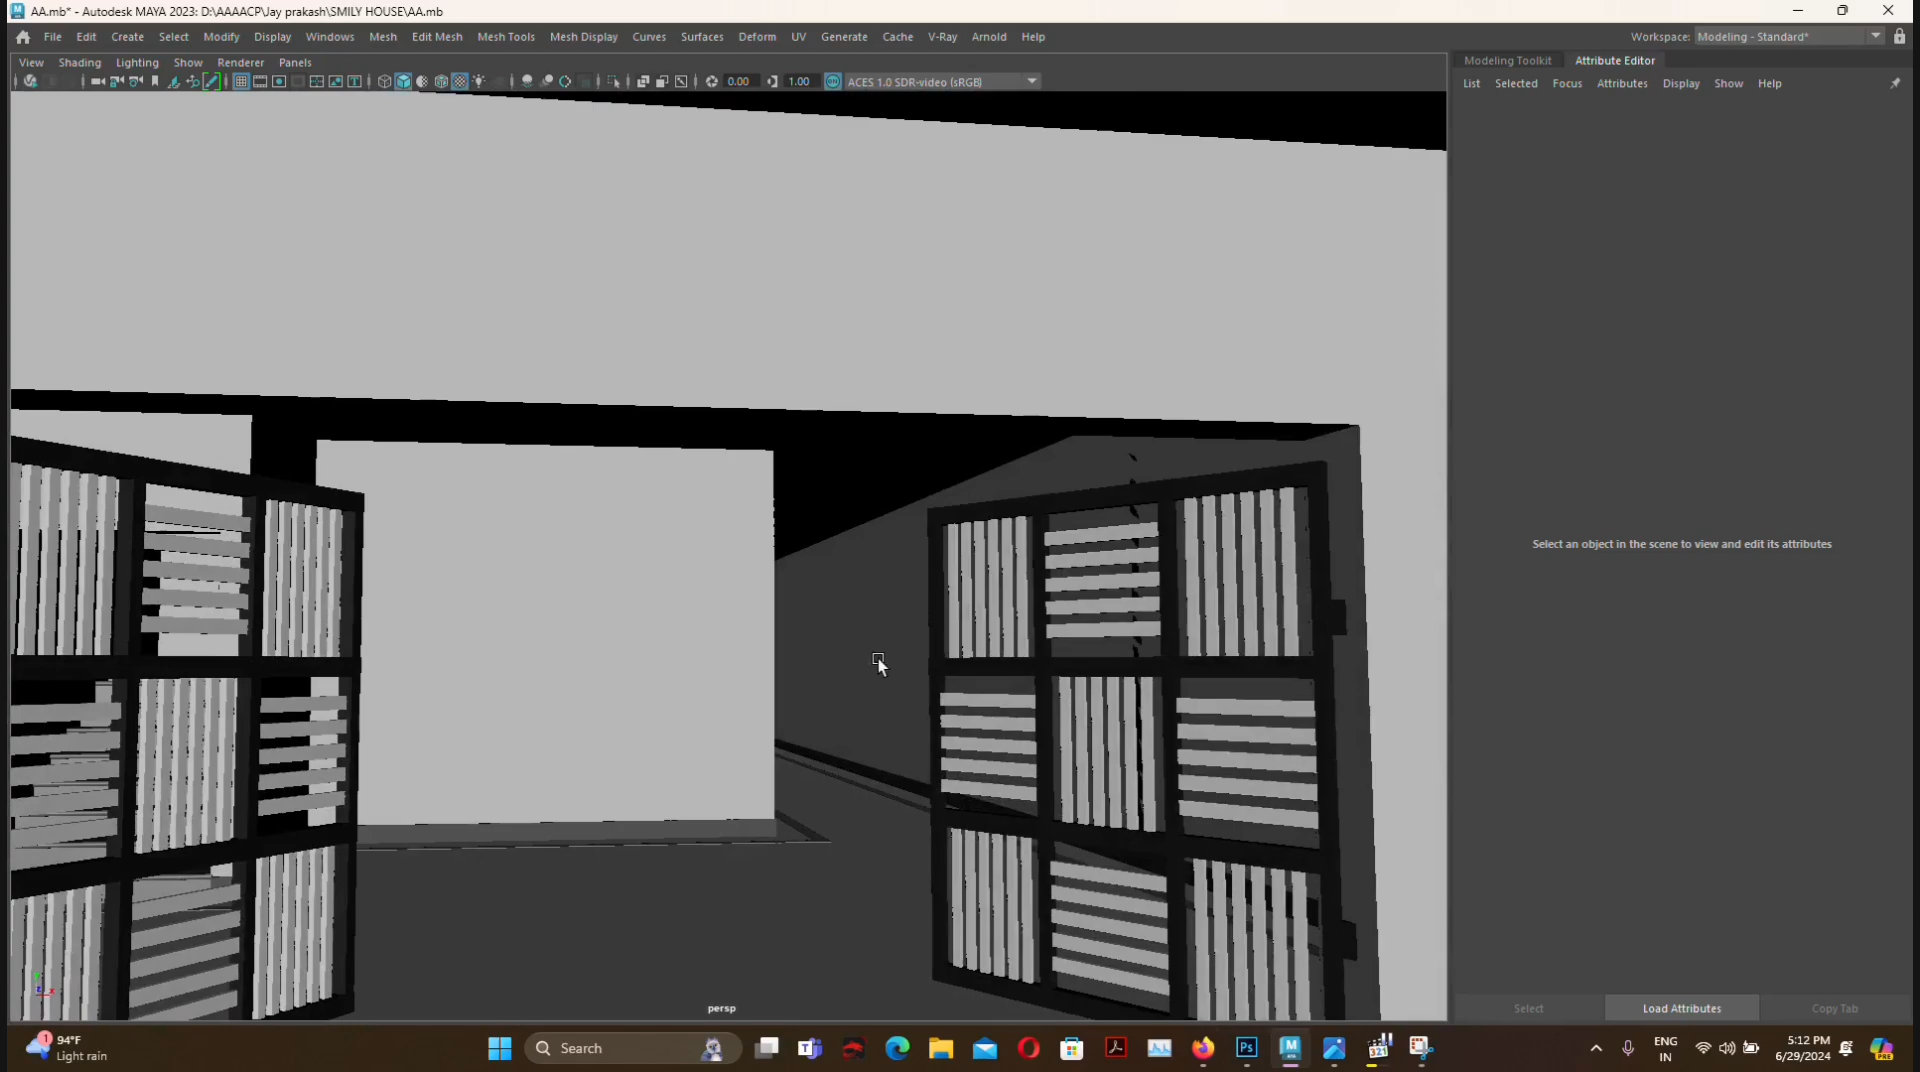 AA.mb* - Autodesk MAYA 2023: D:\AAAACP\Jay prakash\SMILY HOUSE\AA.mb
File Edit Create Select Modify Display Windows Mesh Edit Mesh Mesh Tools Mesh Display Curves Surfaces Deform UV Generate Cache V-Ray Arnold Help Workspace: Modeling - Standard*
View Shading Lighting Show Renderer Panels
0.00 1.00 ON ACES 1.0 SDR-video (sRGB)
Modeling Toolkit Attribute Editor
List Selected Focus Attributes Display Show Help
Select an object in the scene to view and edit its attributes
persp
Select Load Attributes Copy Tab
1 94°F
Light rain
Search
Ps
M
321
ENG
IN
5:12 PM
6/29/2024
PRE